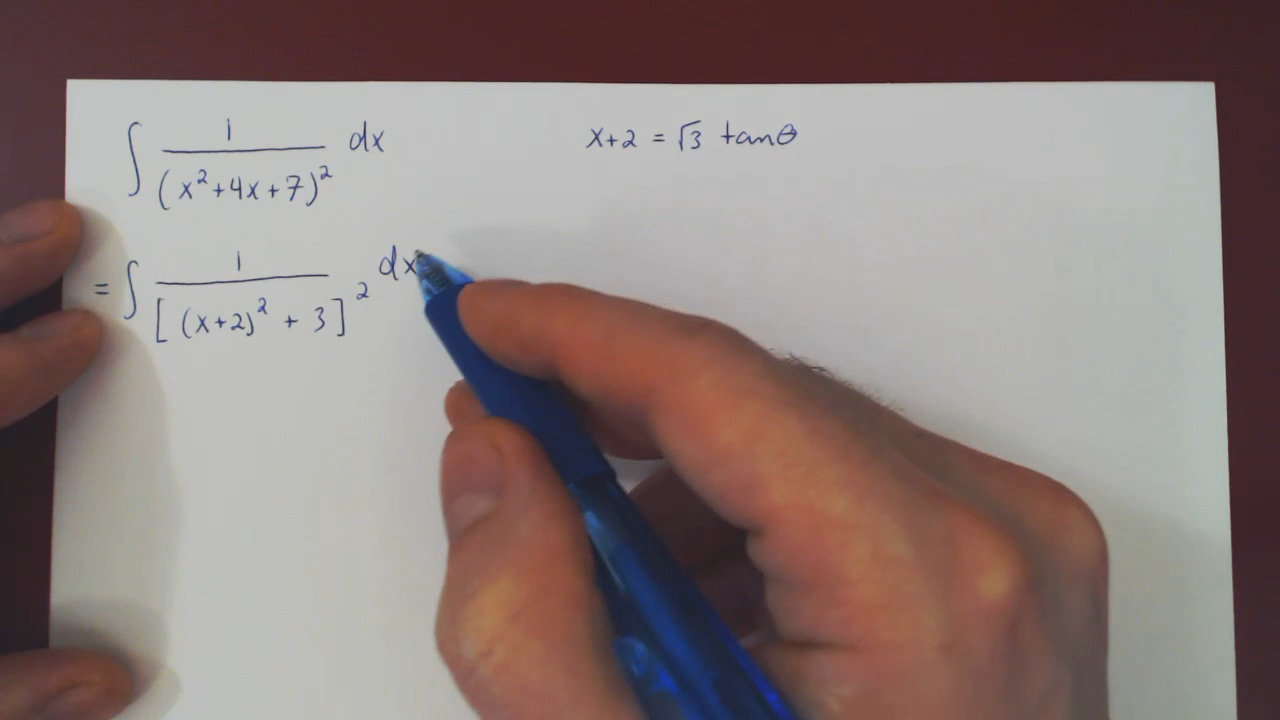 ∫ 1/(x²+4x+7)² dx
x+2 = √3 tanθ
= ∫ 1/[(x+2)² + 3]² dx